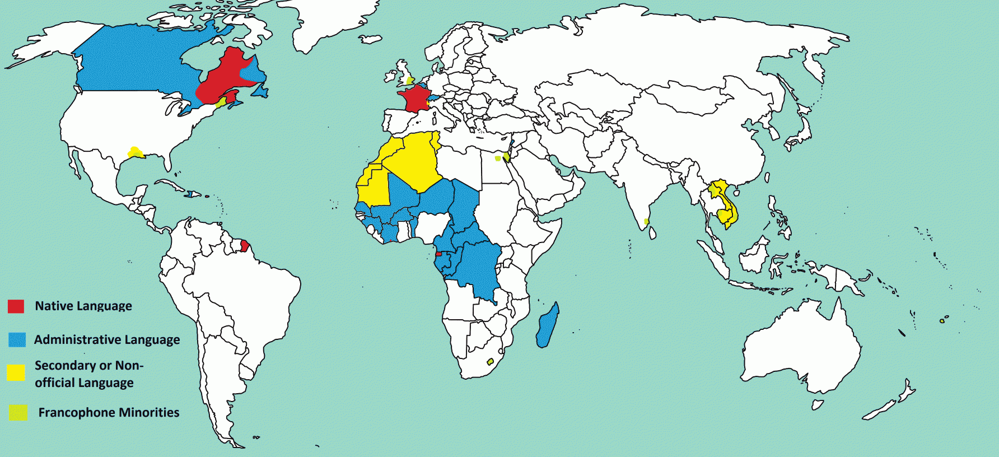 Native Language
Administrative Language
Secondary or Non-
official Language
Francophone Minorities